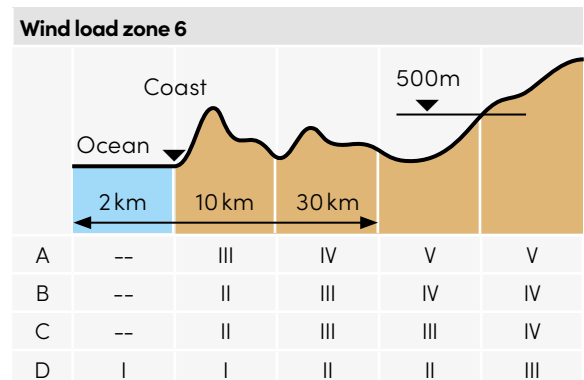 Wind load zone 6
500m
Coast
Ocean
2 km 10 km 30 km
A -- III IV V V
B -- II III IV IV
C -- II III III IV
D I I II II III